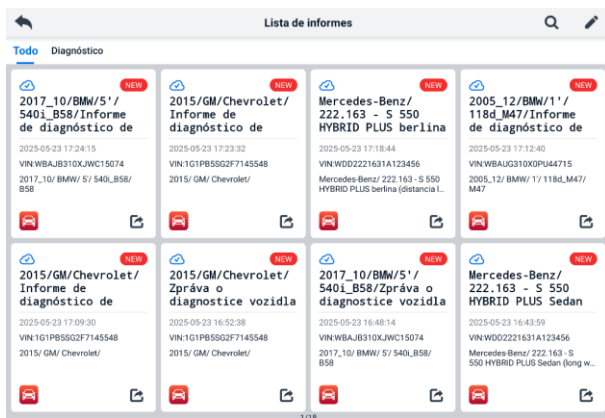 Lista de informes
Todo Diagnóstico
NEW
2017_10/BMW/5'/
540i_B58/Informe
de diagnóstico de
2025-05-23 17:24:15
VIN:WBAJB310XJWC15074
2017_10/ BMW/ 5'/ 540i_B58/
B58
NEW
2015/GM/Chevrolet/
Informe de
diagnóstico de
2025-05-23 17:23:32
VIN:1G1PB5SG2F7145548
2015/ GM/ Chevrolet/
NEW
Mercedes-Benz/
222.163 - S 550
HYBRID PLUS berlina
2025-05-23 17:18:44
VIN:WDD2221631A123456
Mercedes-Benz/ 222.163 - S 550
HYBRID PLUS berlina (distancia l...
NEW
2005_12/BMW/1'/
118d_M47/Informe
de diagnóstico de
2025-05-23 17:12:40
VIN:WBAUG310X0PU44715
2005_12/ BMW/ 1'/ 118d_M47/
M47
NEW
2015/GM/Chevrolet/
Informe de
diagnóstico de
2025-05-23 17:09:30
VIN:1G1PB5SG2F7145548
2015/ GM/ Chevrolet/
NEW
2015/GM/Chevrolet/
Zpráva o
diagnostice vozidla
2025-05-23 16:52:38
VIN:1G1PB5SG2F7145548
2015/ GM/ Chevrolet/
NEW
2017_10/BMW/5'/
540i_B58/Zpráva o
diagnostice vozidla
2025-05-23 16:48:14
VIN:WBAJB310XJWC15074
2017_10/ BMW/ 5'/ 540i_B58/
B58
NEW
Mercedes-Benz/
222.163 - S 550
HYBRID PLUS Sedan
2025-05-23 16:43:59
VIN:WDD2221631A123456
Mercedes-Benz/ 222.163 - S
550 HYBRID PLUS Sedan (long w...
1/18